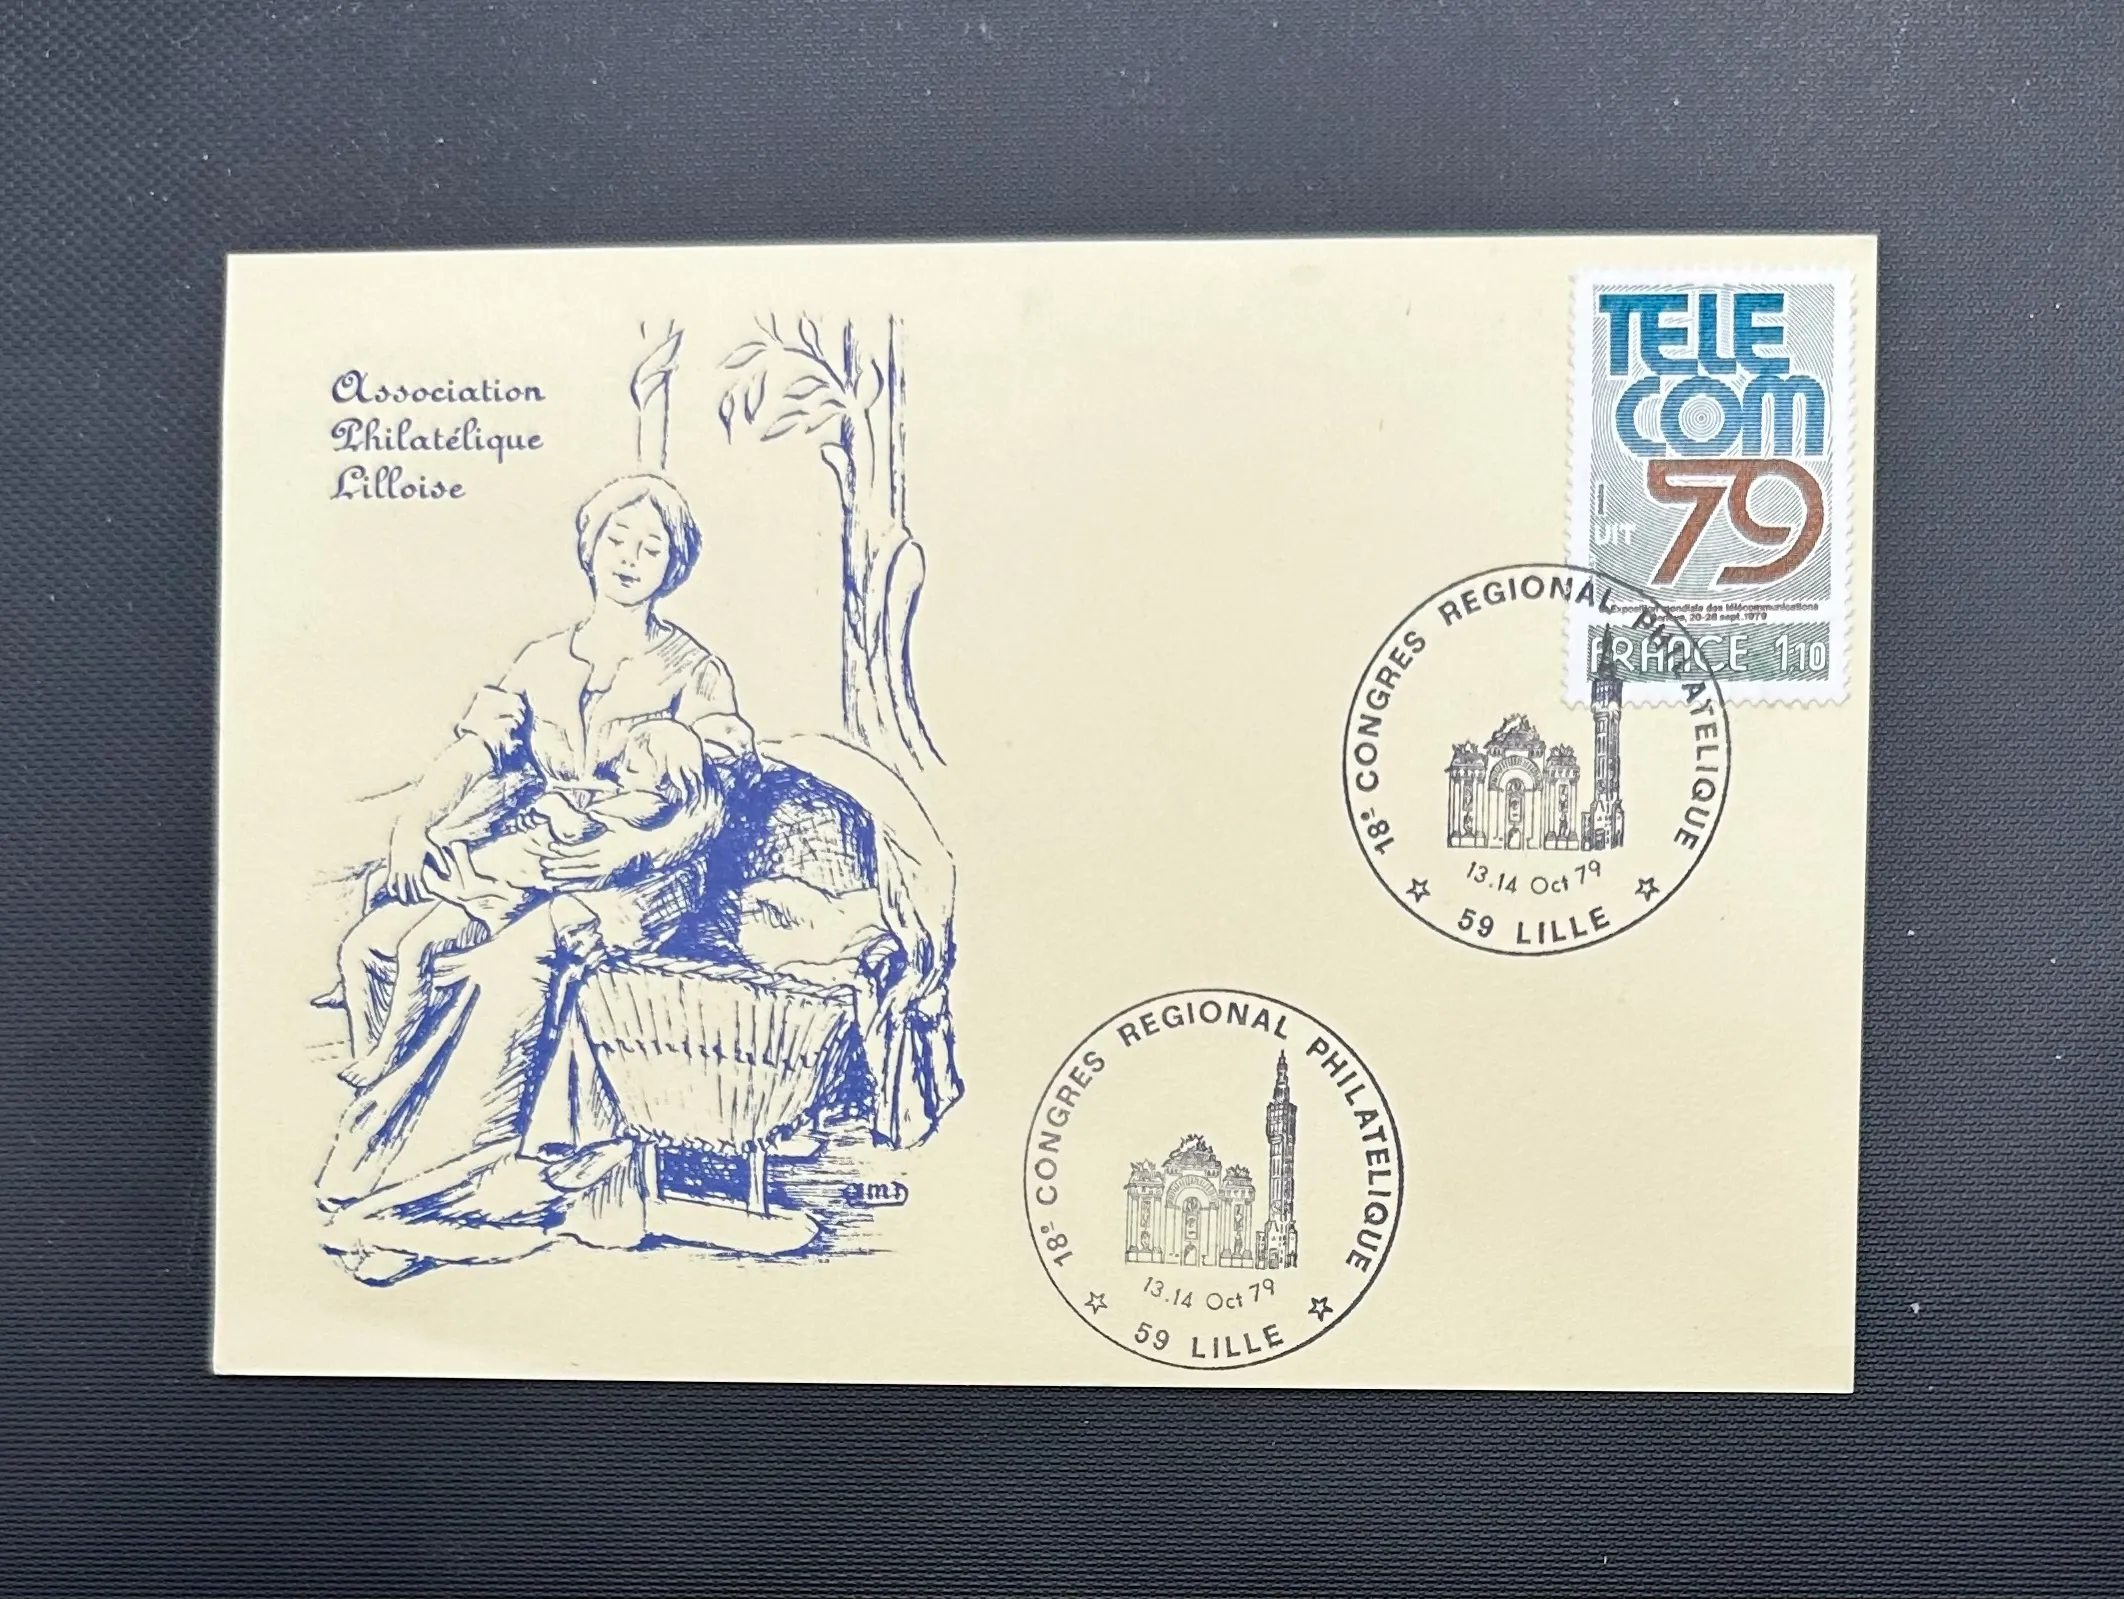 Association
Philatélique
Lilloise
TELE
COM
79
UIT
Exposition mondiale des télécommunications
Genève, 20-26 sept. 1979
FRANCE 1,10
18e CONGRES REGIONAL PHILATELIQUE
13.14 Oct 79
59 LILLE
18e CONGRES REGIONAL PHILATELIQUE
13.14 Oct 79
59 LILLE
AMD